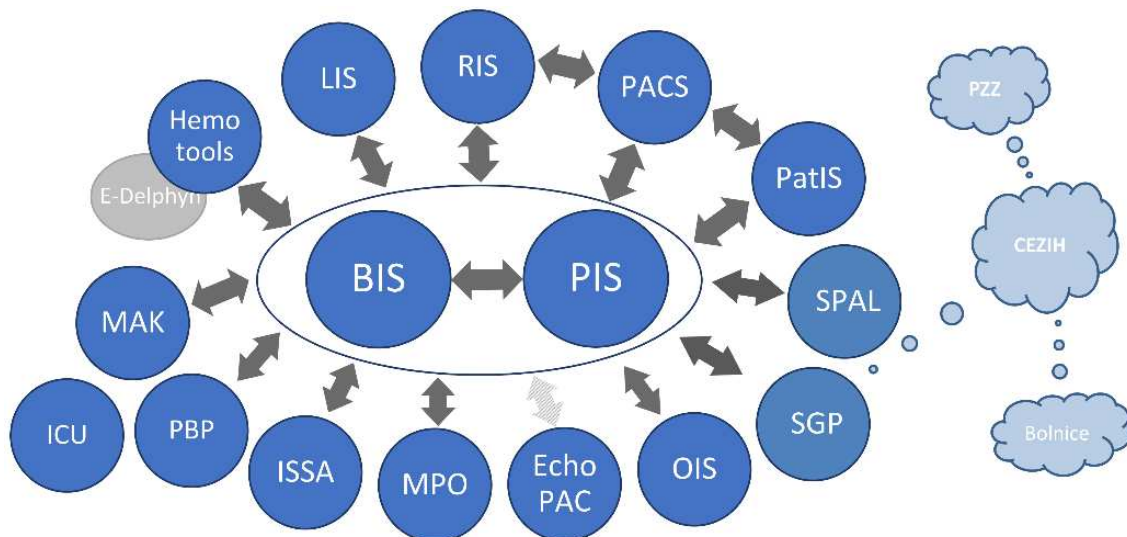 LIS
RIS
PACS
PZZ
Hemo
tools
E-Delphyn
PatIS
CEZIH
BIS
PIS
SPAL
MAK
ICU
PBP
ISSA
MPO
Echo
PAC
OIS
SGP
Bolnice